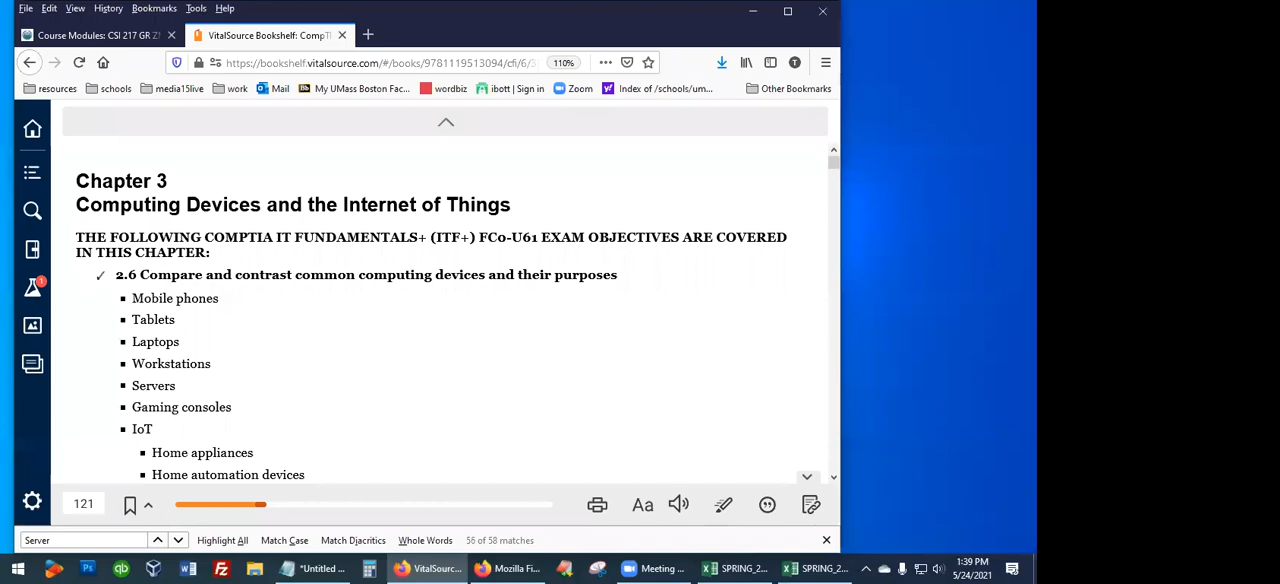 File Edit View History Bookmarks Tools Help
Course Modules: CSI 217 GR
VitalSource Bookshelf: CompT
https://bookshelf.vitalsource.com/#/books/9781119513094/cfi/6/
110%
resources schools media15live work Mail My UMass Boston Fac... wordbiz ibott | Sign in Zoom Index of /schools/um... Other Bookmarks
Chapter 3
Computing Devices and the Internet of Things
THE FOLLOWING COMPTIA IT FUNDAMENTALS+ (ITF+) FC0-U61 EXAM OBJECTIVES ARE COVERED
IN THIS CHAPTER:
✓ 2.6 Compare and contrast common computing devices and their purposes
▪ Mobile phones
▪ Tablets
▪ Laptops
▪ Workstations
▪ Servers
▪ Gaming consoles
▪ IoT
▪ Home appliances
▪ Home automation devices
1
121
Aa
Server Highlight All Match Case Match Diacritics Whole Words 56 of 58 matches
*Untitled ... VitalSourc... Mozilla Fi... Meeting ... SPRING_2... SPRING_2...
1:39 PM
5/24/2021